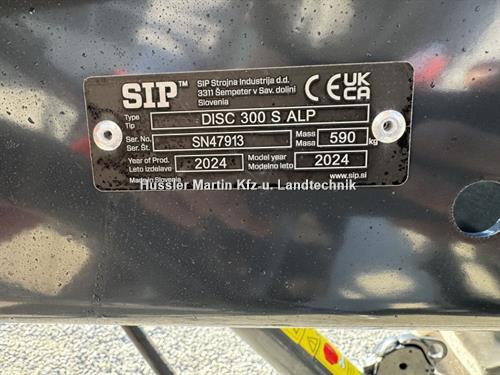 SIP™
SIP Strojna Industrija d.d.
3311 Šempeter v Sav. dolini
Slovenia
CE UK CA
Type
Tip
DISC 300 S ALP
Ser. No.
Ser. Št.
SN47913
Mass
Masa
590 kg
Year of Prod.
Leto izdelave
2024
Model year
Modelno leto
2024
Made in Slovenia
www.sip.si
Hussler Martin Kfz u. Landtechnik